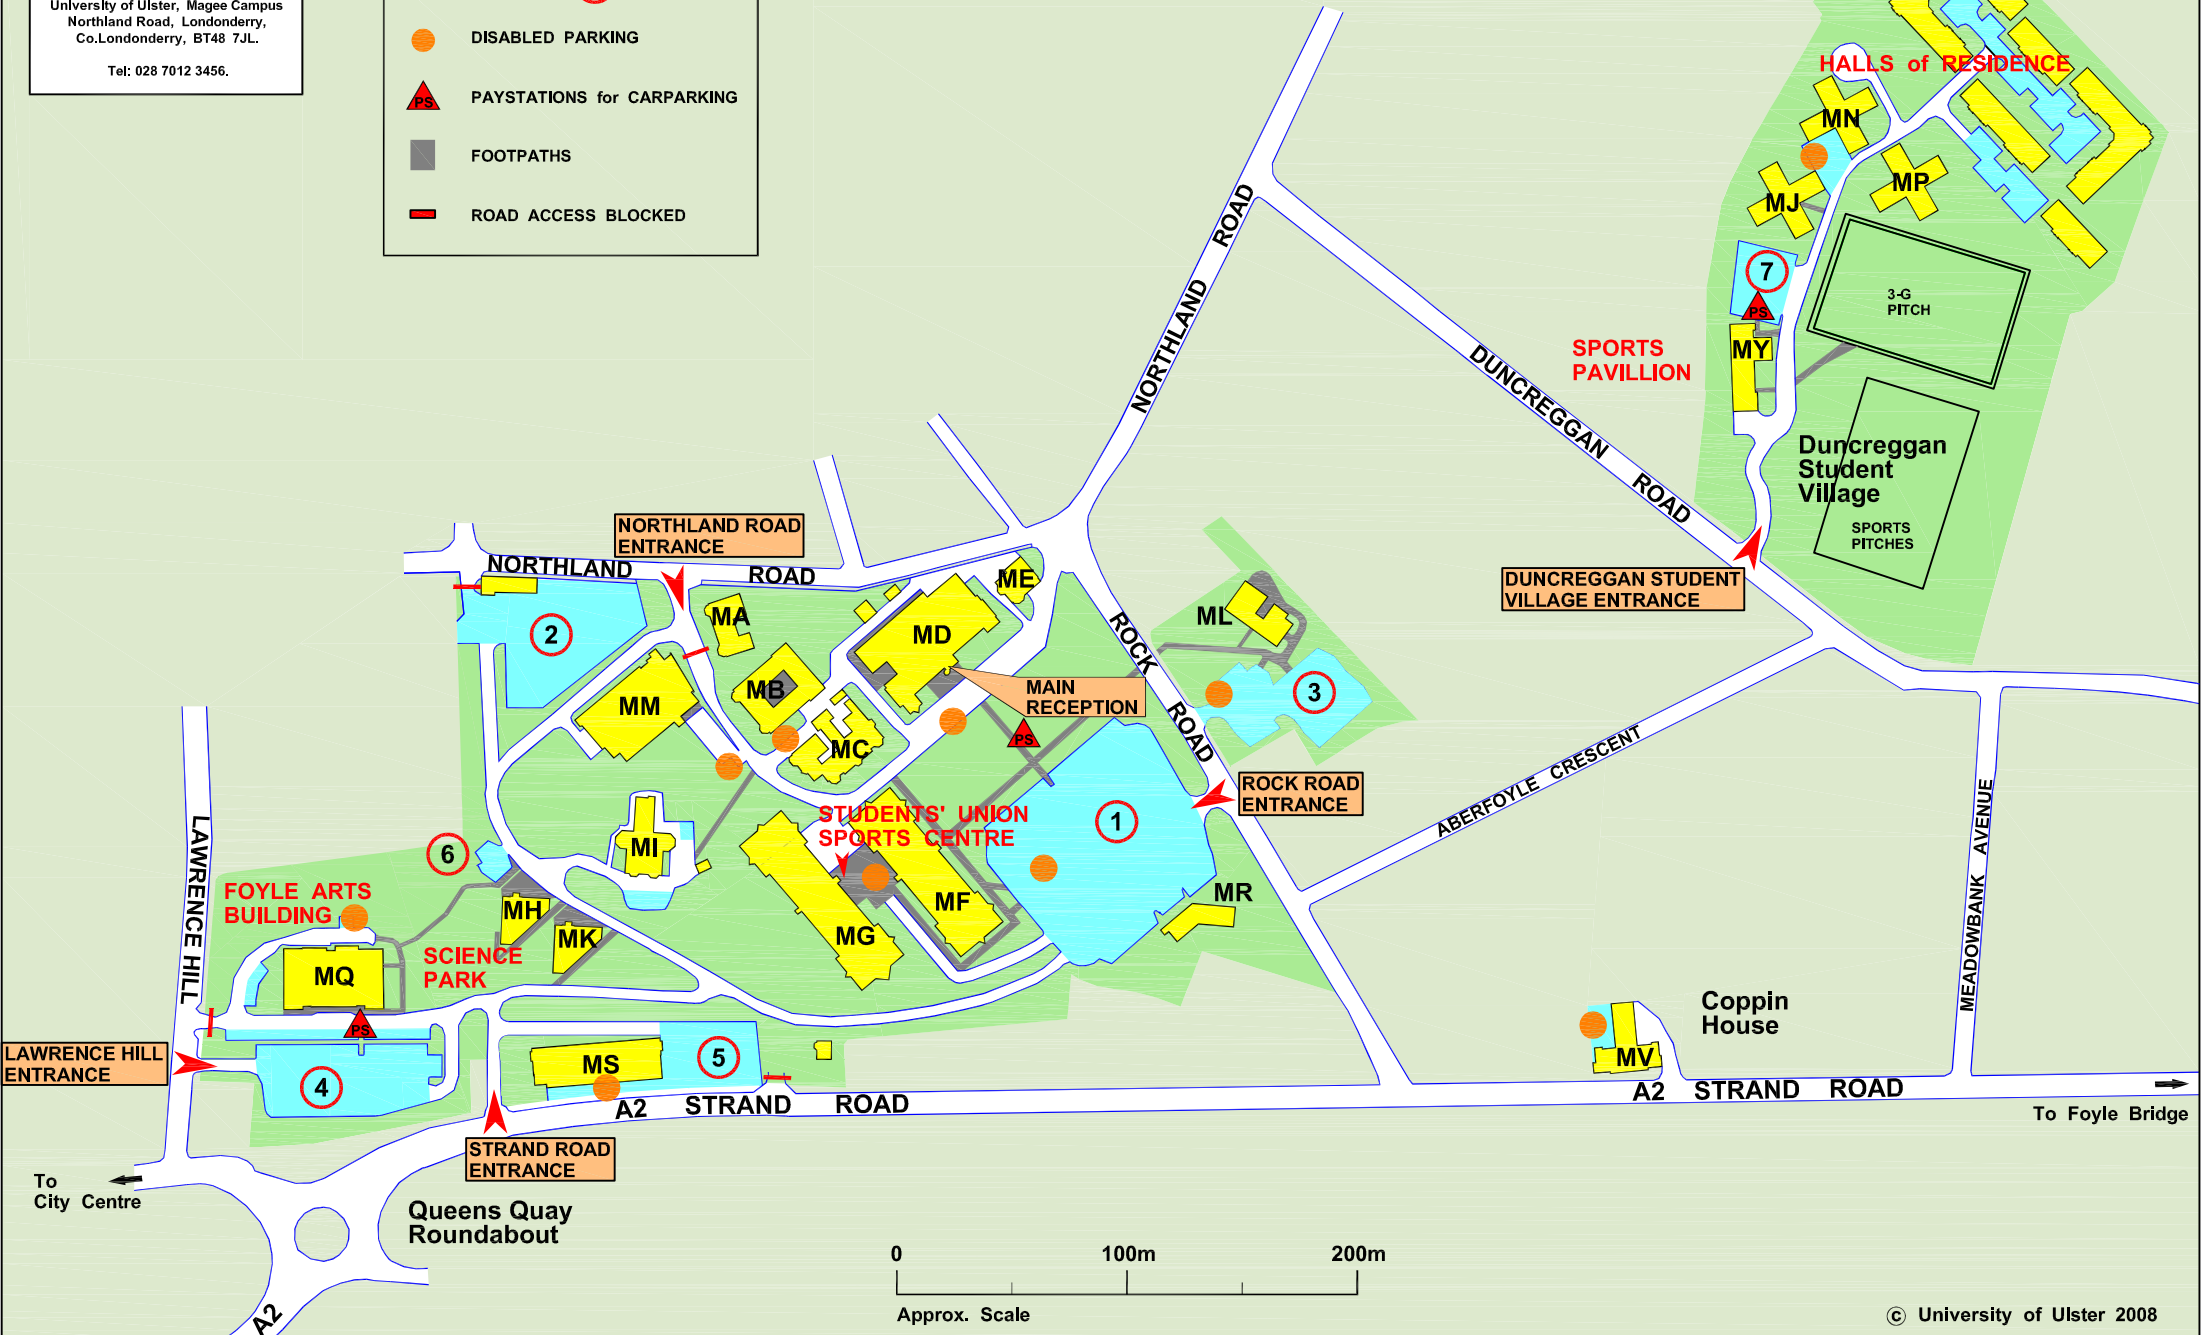 University of Ulster, Magee Campus
Northland Road, Londonderry,
Co.Londonderry, BT48 7JL.
Tel: 028 7012 3456.
DISABLED PARKING
PS
PAYSTATIONS for CARPARKING
FOOTPATHS
ROAD ACCESS BLOCKED
HALLS of RESIDENCE
MN
MP
MJ
7
PS
3-G
PITCH
MY
SPORTS
PAVILLION
Duncreggan
Student
Village
SPORTS
PITCHES
NORTHLAND ROAD
DUNCREGGAN ROAD
DUNCREGGAN STUDENT
VILLAGE ENTRANCE
NORTHLAND ROAD
ENTRANCE
NORTHLAND ROAD
2
MA
MB
MC
MD
ME
MM
MAIN
RECEPTION
PS
ROCK ROAD
ML
3
ROCK ROAD
ENTRANCE
ABERFOYLE CRESCENT
MEADOWBANK AVENUE
STUDENTS' UNION
SPORTS CENTRE
1
MI
MF
MG
MR
6
FOYLE ARTS
BUILDING
MH
MK
SCIENCE
PARK
MQ
PS
LAWRENCE HILL
LAWRENCE HILL
ENTRANCE
4
MS
5
Coppin
House
MV
A2 STRAND ROAD
A2 STRAND ROAD
To Foyle Bridge
STRAND ROAD
ENTRANCE
To
City Centre
Queens Quay
Roundabout
A2
0 100m 200m
Approx. Scale
© University of Ulster 2008